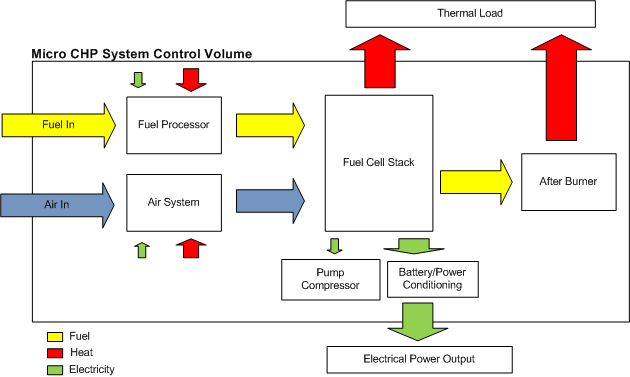 Thermal Load
Micro CHP System Control Volume
Fuel In
Fuel Processor
Fuel Cell Stack
After Burner
Air In
Air System
Pump
Compressor
Battery/Power
Conditioning
Fuel
Heat
Electricity
Electrical Power Output